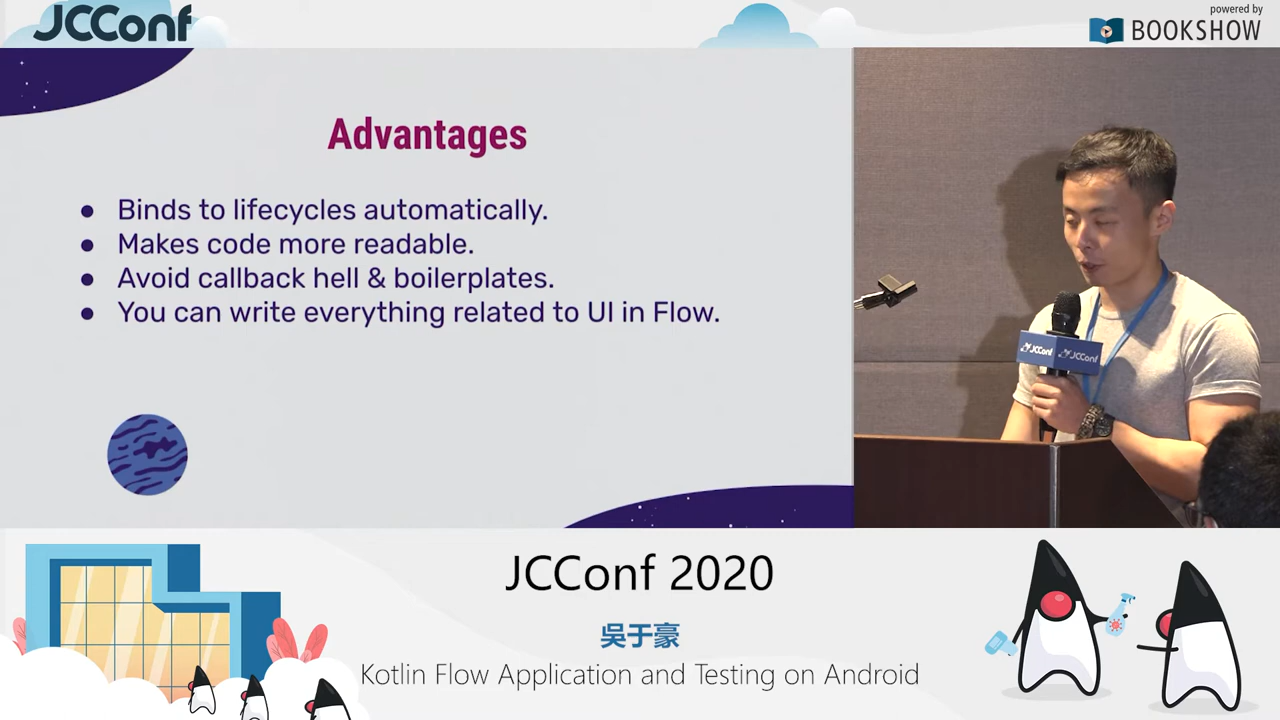 JCConf
powered by
BOOKSHOW
Advantages
● Binds to lifecycles automatically.
● Makes code more readable.
● Avoid callback hell & boilerplates.
● You can write everything related to UI in Flow.
JCConf
JCConf
JCConf 2020
吳于豪
Kotlin Flow Application and Testing on Android